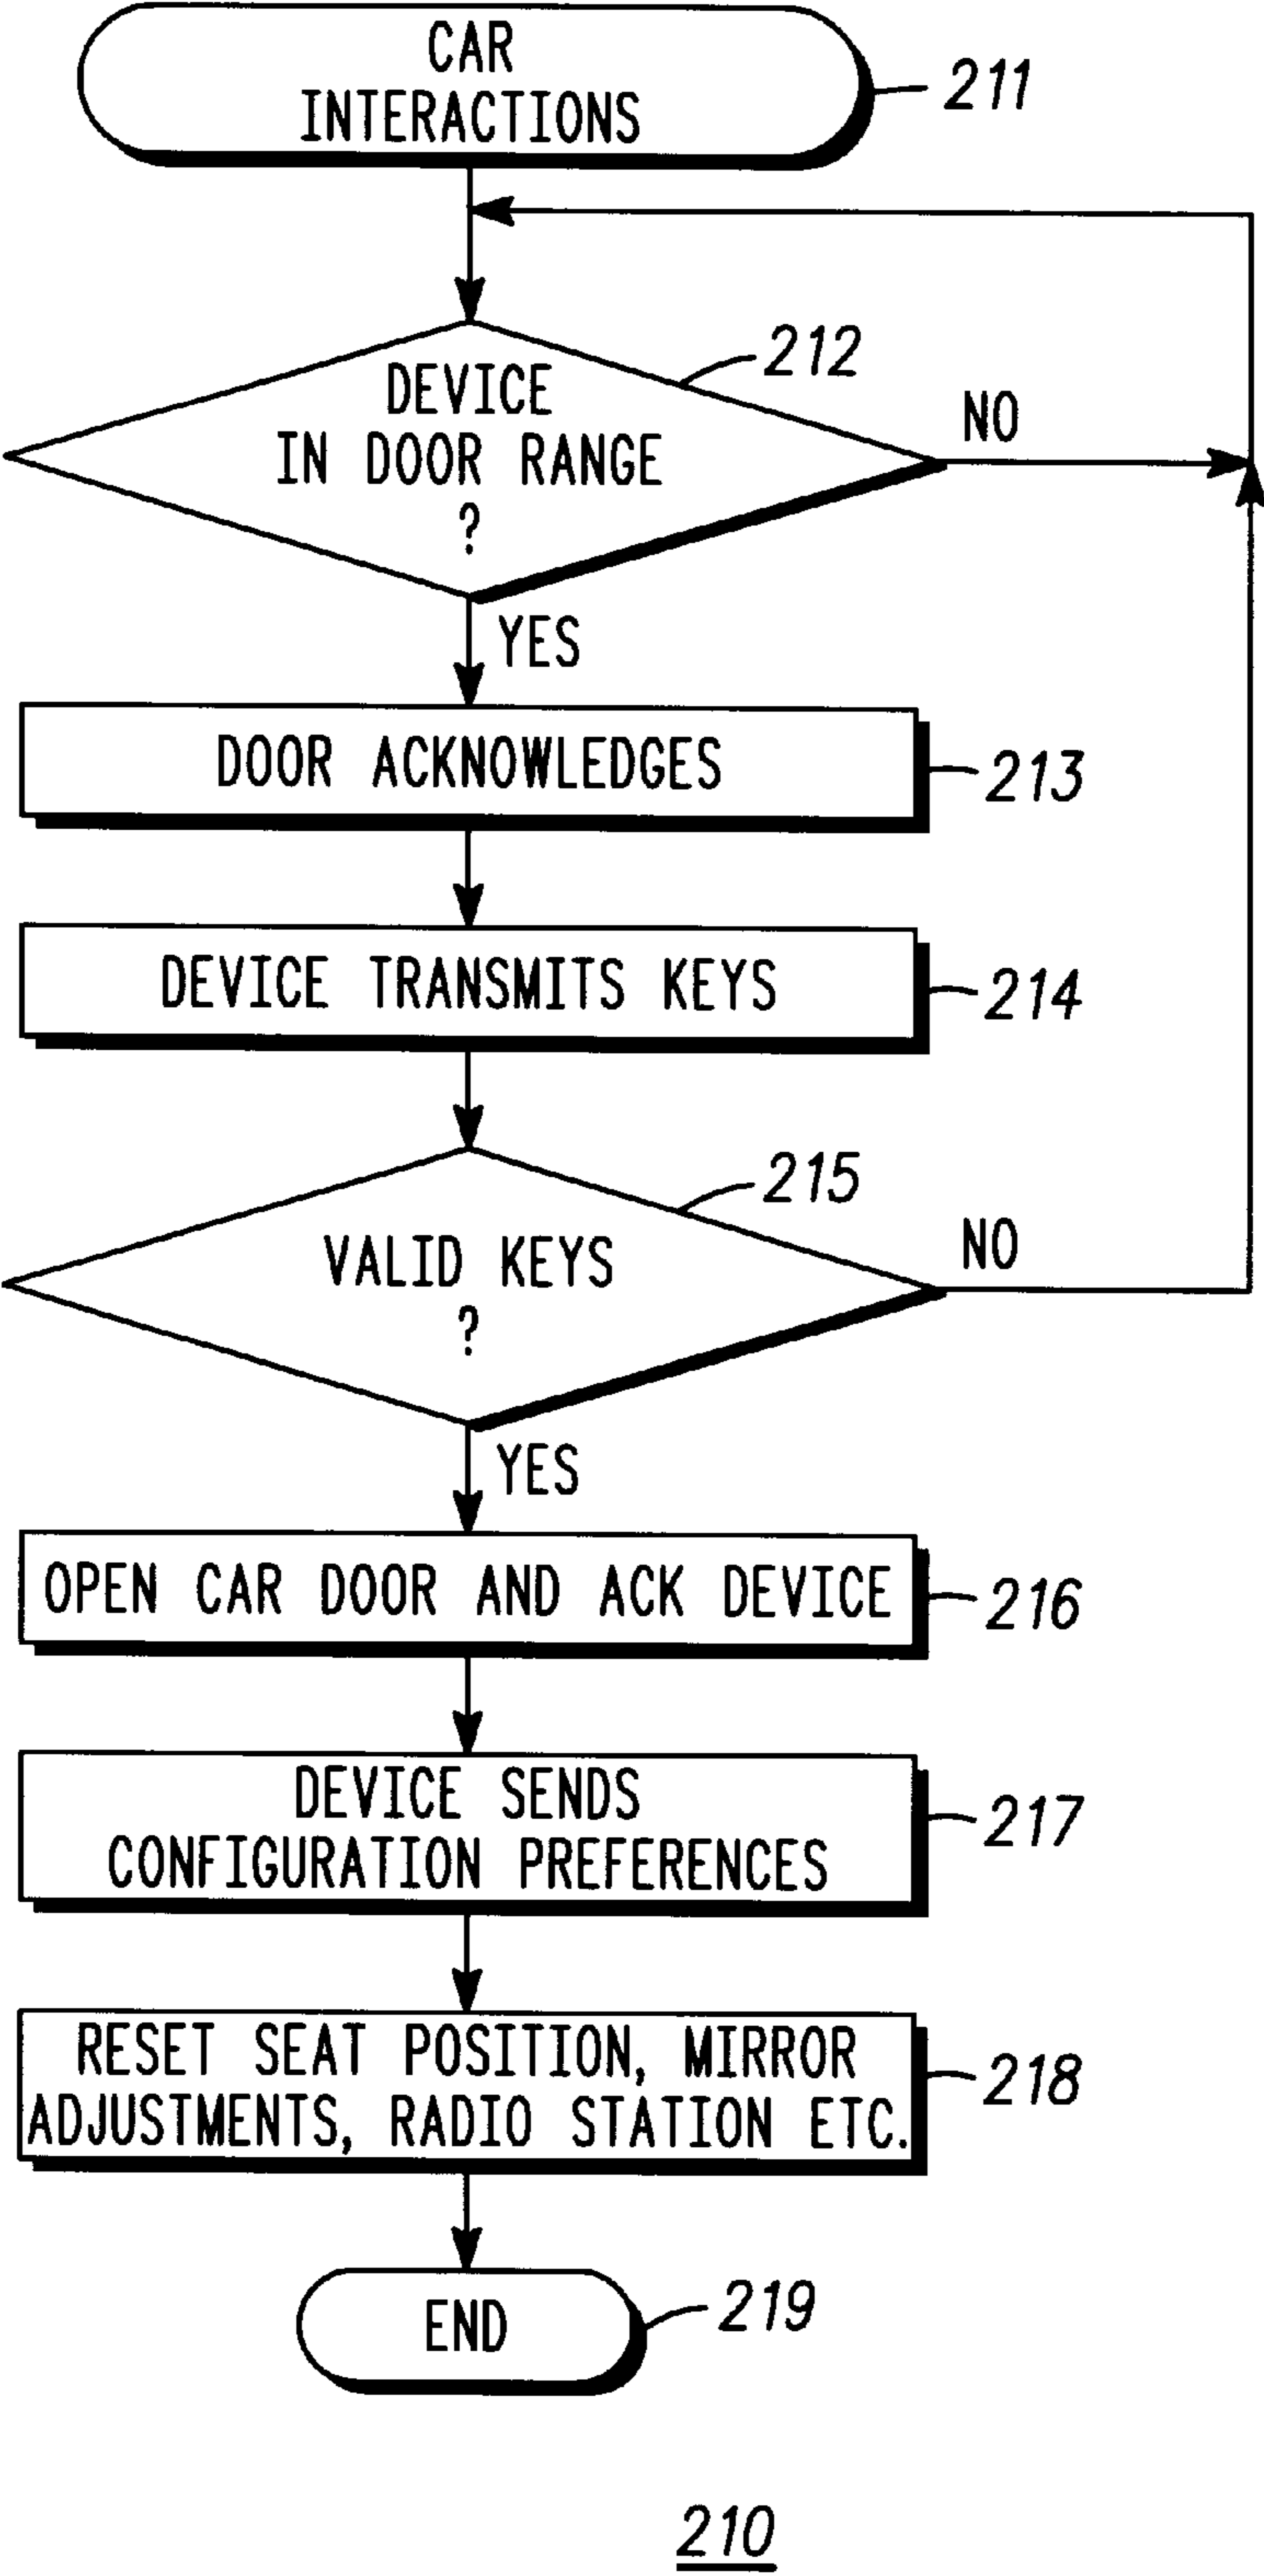 CAR
INTERACTIONS
211
212
DEVICE
IN DOOR RANGE
?
NO
YES
DOOR ACKNOWLEDGES
213
DEVICE TRANSMITS KEYS
214
215
VALID KEYS
?
NO
YES
OPEN CAR DOOR AND ACK DEVICE
216
DEVICE SENDS
CONFIGURATION PREFERENCES
217
RESET SEAT POSITION, MIRROR
ADJUSTMENTS, RADIO STATION ETC.
218
END
219
210